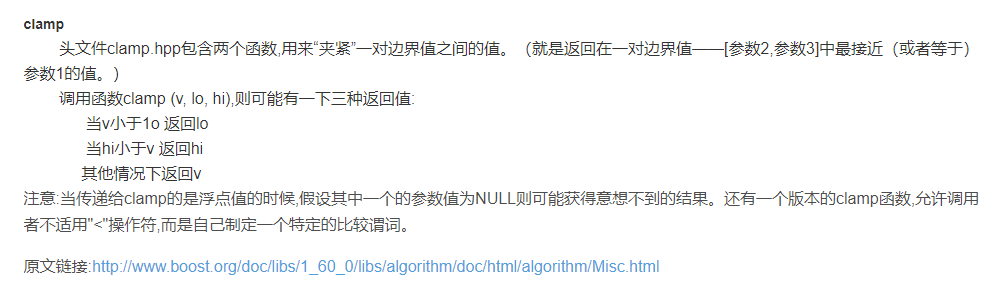 clamp
头文件clamp.hpp包含两个函数,用来“夹紧”一对边界值之间的值。（就是返回在一对边界值——[参数2,参数3]中最接近（或者等于）
参数1的值。）
调用函数clamp (v, lo, hi),则可能有一下三种返回值:
当v小于1o 返回lo
当hi小于v 返回hi
其他情况下返回v
注意:当传递给clamp的是浮点值的时候,假设其中一个的参数值为NULL则可能获得意想不到的结果。还有一个版本的clamp函数,允许调用
者不适用"<"操作符,而是自己制定一个特定的比较谓词。
原文链接:http://www.boost.org/doc/libs/1_60_0/libs/algorithm/doc/html/algorithm/Misc.html